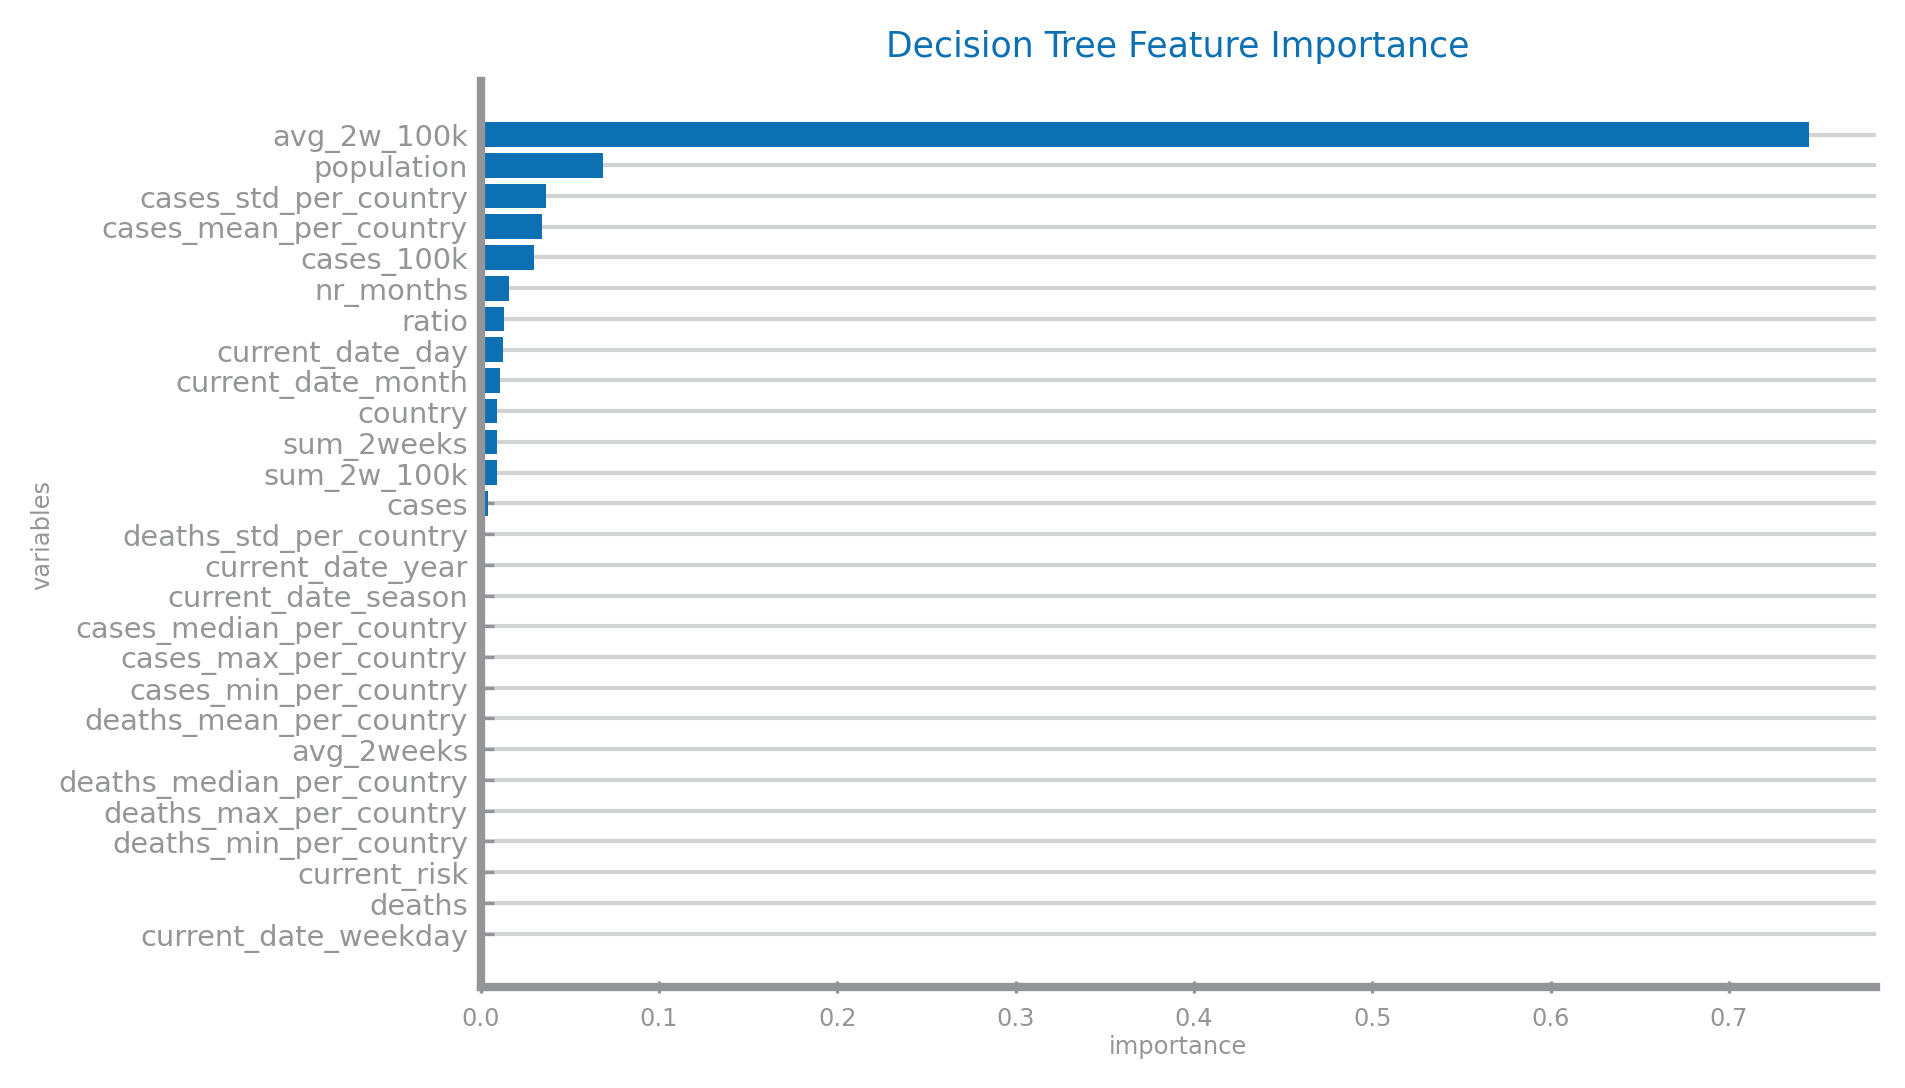 Decision Tree Feature Importance
avg_2w_100k
population
cases_std_per_country
cases_mean_per_country
cases_100k
nr_months
ratio
current_date_day
current_date_month
country
sum_2weeks
sum_2w_100k
cases
deaths_std_per_country
current_date_year
current_date_season
cases_median_per_country
cases_max_per_country
cases_min_per_country
deaths_mean_per_country
avg_2weeks
deaths_median_per_country
deaths_max_per_country
deaths_min_per_country
current_risk
deaths
current_date_weekday
variables
0.0 0.1 0.2 0.3 0.4 0.5 0.6 0.7
importance